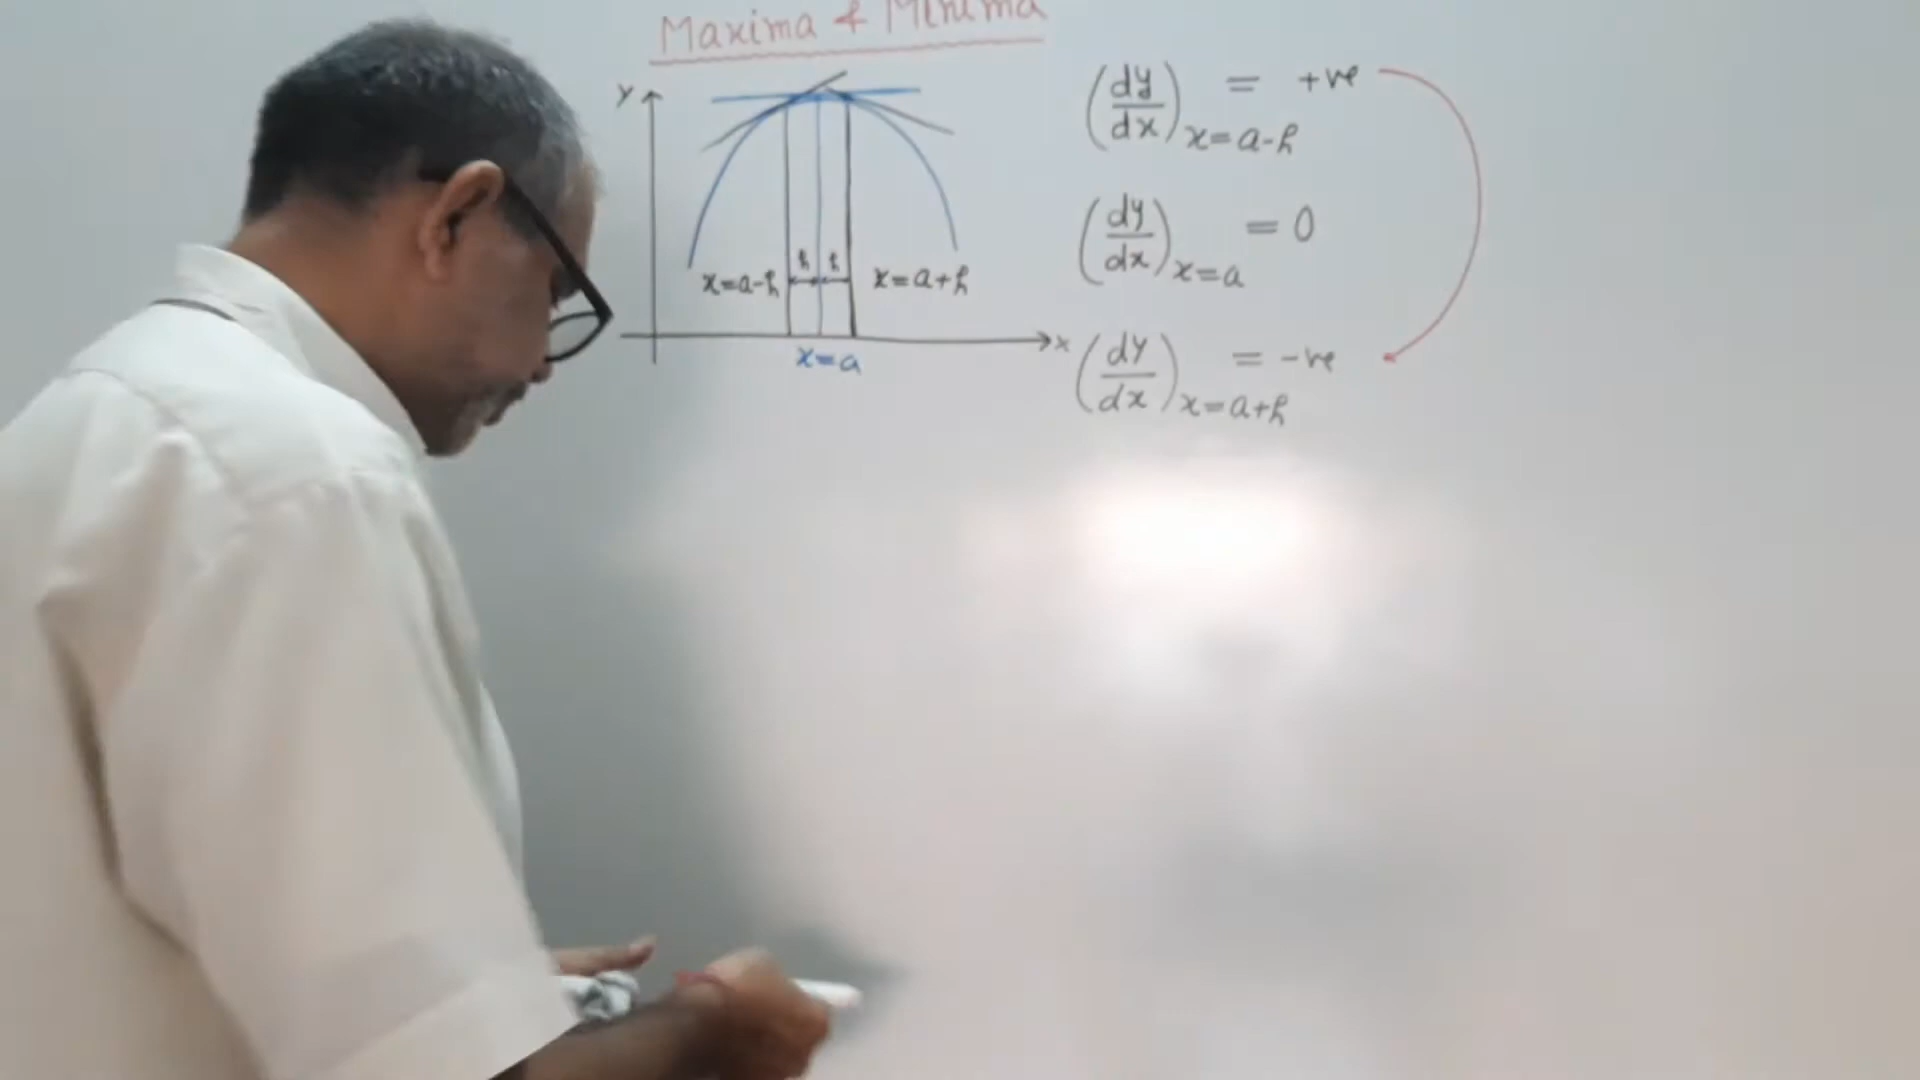 Maxima & Minima
Y
h h
x=a-h
x=a+h
x=a
x
(dy/dx) x=a-h = +ve
(dy/dx) x=a = 0
(dy/dx) x=a+h = -ve